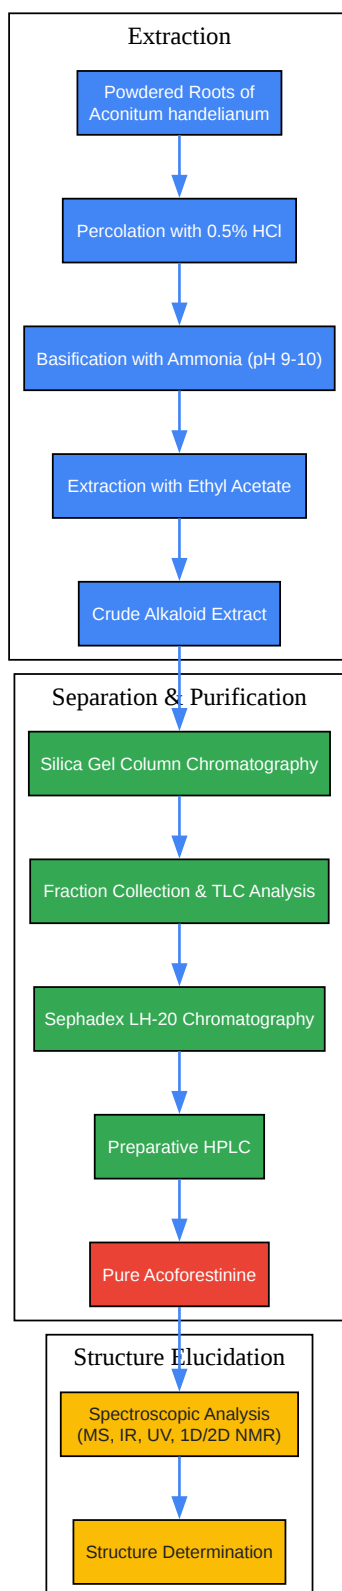 Extraction
Powdered Roots of
Aconitum handelianum
Percolation with 0.5% HCl
Basification with Ammonia (pH 9-10)
Extraction with Ethyl Acetate
Crude Alkaloid Extract
Separation & Purification
Silica Gel Column Chromatography
Fraction Collection & TLC Analysis
Sephadex LH-20 Chromatography
Preparative HPLC
Pure Acoforestinine
Structure Elucidation
Spectroscopic Analysis
(MS, IR, UV, 1D/2D NMR)
Structure Determination